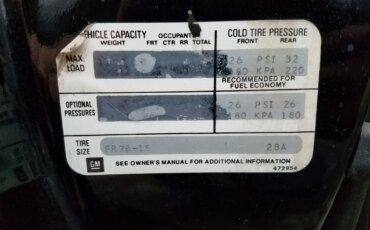 VEHICLE CAPACITY OCCUPANTS COLD TIRE PRESSURE
WEIGHT FRT CTR RR TOTAL FRONT REAR
MAX LOAD 26 PSI 32
180 KPA 220
RECOMMENDED FOR FUEL ECONOMY
OPTIONAL PRESSURES 26 PSI 26
180 KPA 180
TIRE SIZE 70-15 2BA
GM SEE OWNER'S MANUAL FOR ADDITIONAL INFORMATION
472954